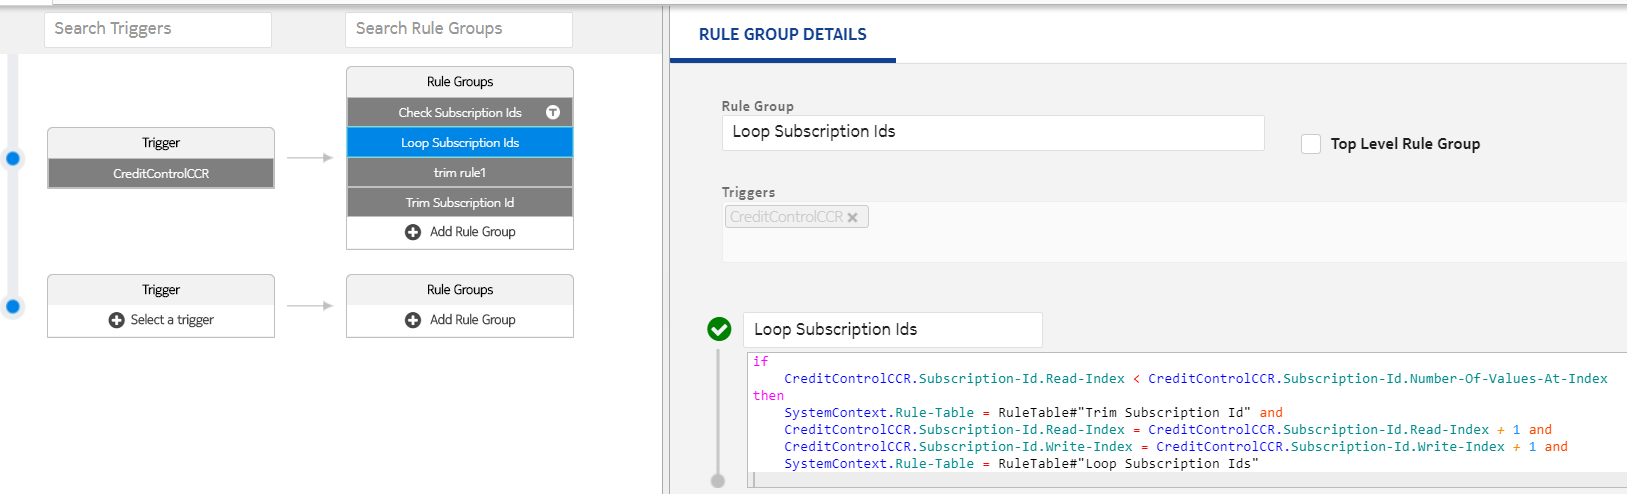 Search Triggers
Search Rule Groups
Rule Groups
Check Subscription Ids T
Trigger
Loop Subscription Ids
CreditControlCCR
trim rule1
Trim Subscription Id
Add Rule Group
Trigger
Rule Groups
Select a trigger
Add Rule Group
RULE GROUP DETAILS
Rule Group
Loop Subscription Ids
Top Level Rule Group
Triggers
CreditControlCCR
Loop Subscription Ids
if
CreditControlCCR.Subscription-Id.Read-Index < CreditControlCCR.Subscription-Id.Number-Of-Values-At-Index
then
SystemContext.Rule-Table = RuleTable#"Trim Subscription Id" and
CreditControlCCR.Subscription-Id.Read-Index = CreditControlCCR.Subscription-Id.Read-Index + 1 and
CreditControlCCR.Subscription-Id.Write-Index = CreditControlCCR.Subscription-Id.Write-Index + 1 and
SystemContext.Rule-Table = RuleTable#"Loop Subscription Ids"